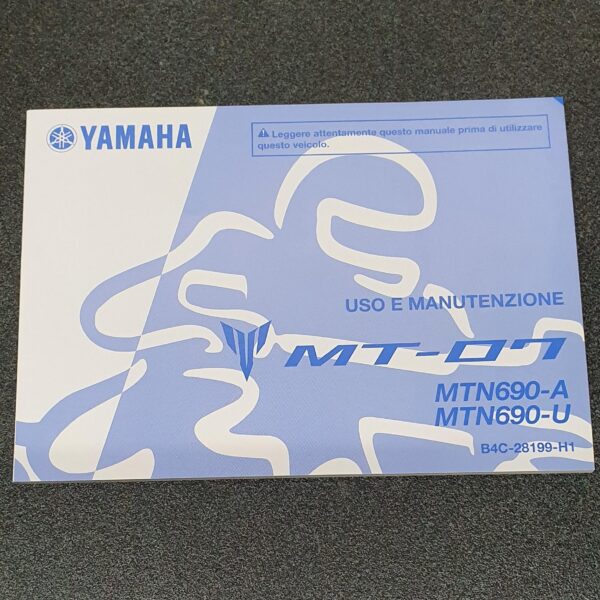 YAMAHA
⚠ Leggere attentamente questo manuale prima di utilizzare
questo veicolo.
USO E MANUTENZIONE
MT-07
MTN690-A
MTN690-U
B4C-28199-H1